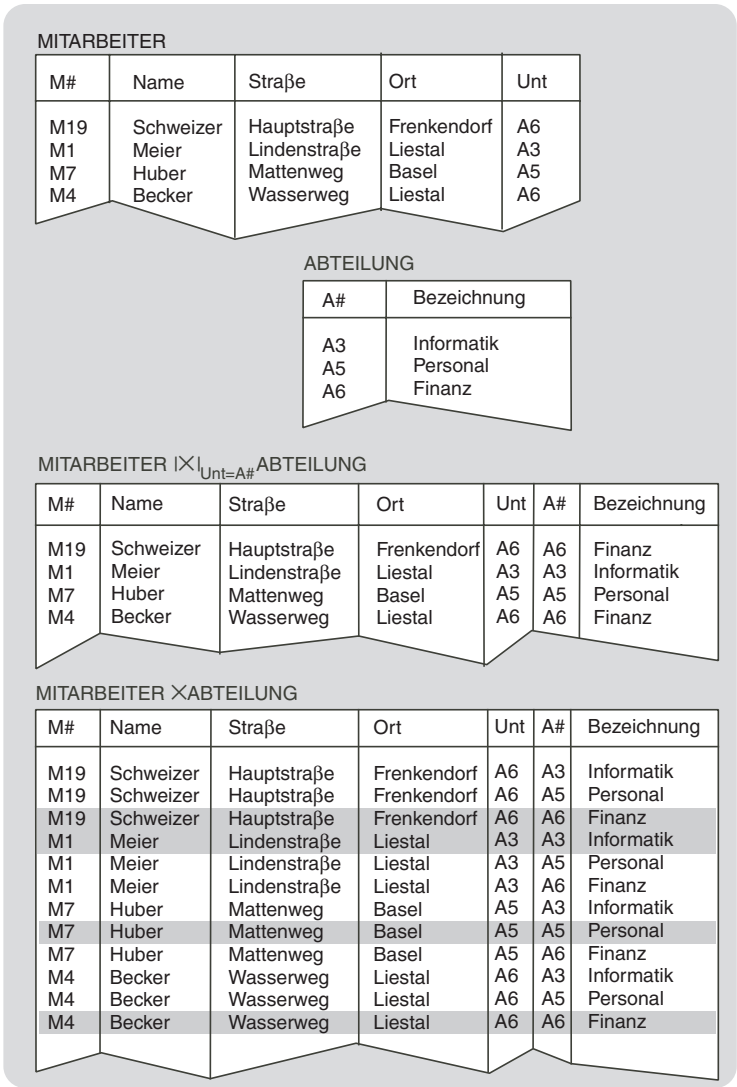 MITARBEITER
M# Name Straβe Ort Unt
M19 Schweizer Hauptstraβe Frenkendorf A6
M1 Meier Lindenstraβe Liestal A3
M7 Huber Mattenweg Basel A5
M4 Becker Wasserweg Liestal A6
ABTEILUNG
A# Bezeichnung
A3 Informatik
A5 Personal
A6 Finanz
MITARBEITER |×|Unt=A# ABTEILUNG
M# Name Straβe Ort Unt A# Bezeichnung
M19 Schweizer Hauptstraβe Frenkendorf A6 A6 Finanz
M1 Meier Lindenstraβe Liestal A3 A3 Informatik
M7 Huber Mattenweg Basel A5 A5 Personal
M4 Becker Wasserweg Liestal A6 A6 Finanz
MITARBEITER ×ABTEILUNG
M# Name Straβe Ort Unt A# Bezeichnung
M19 Schweizer Hauptstraβe Frenkendorf A6 A3 Informatik
M19 Schweizer Hauptstraβe Frenkendorf A6 A5 Personal
M19 Schweizer Hauptstraβe Frenkendorf A6 A6 Finanz
M1 Meier Lindenstraβe Liestal A3 A3 Informatik
M1 Meier Lindenstraβe Liestal A3 A5 Personal
M1 Meier Lindenstraβe Liestal A3 A6 Finanz
M7 Huber Mattenweg Basel A5 A3 Informatik
M7 Huber Mattenweg Basel A5 A5 Personal
M7 Huber Mattenweg Basel A5 A6 Finanz
M4 Becker Wasserweg Liestal A6 A3 Informatik
M4 Becker Wasserweg Liestal A6 A5 Personal
M4 Becker Wasserweg Liestal A6 A6 Finanz